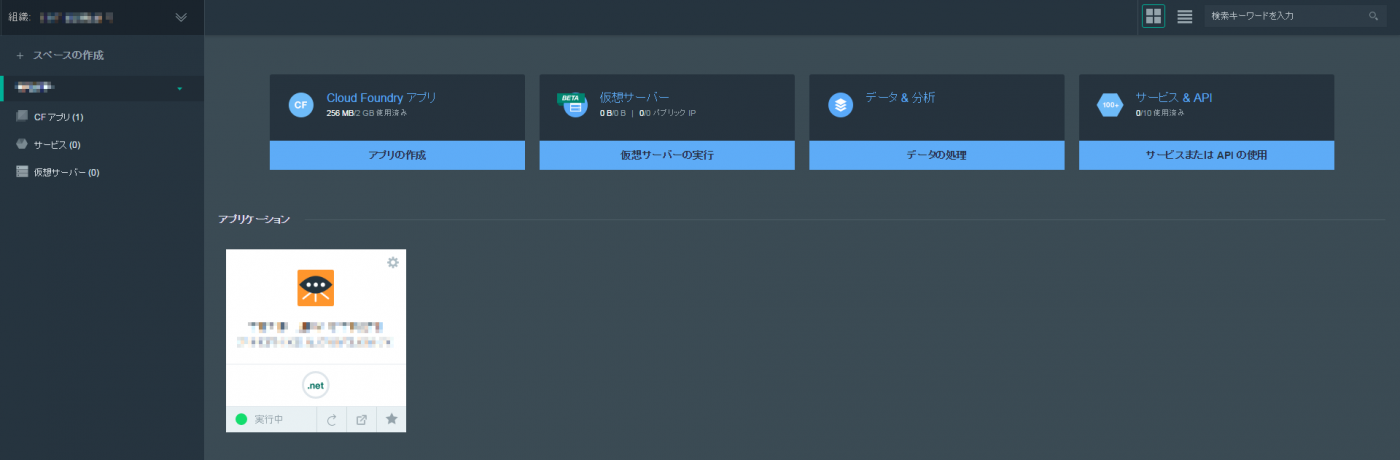 組織:
検索キーワードを入力
+ スペースの作成
CF アプリ (1)
サービス (0)
仮想サーバー (0)
CF
Cloud Foundry アプリ
256 MB/2 GB 使用済み
アプリの作成
BETA
仮想サーバー
0 B/0 B | 0/0 パブリック IP
仮想サーバーの実行
データ & 分析
データの処理
100+
サービス & API
0/10 使用済み
サービスまたは API の使用
アプリケーション
.net
実行中